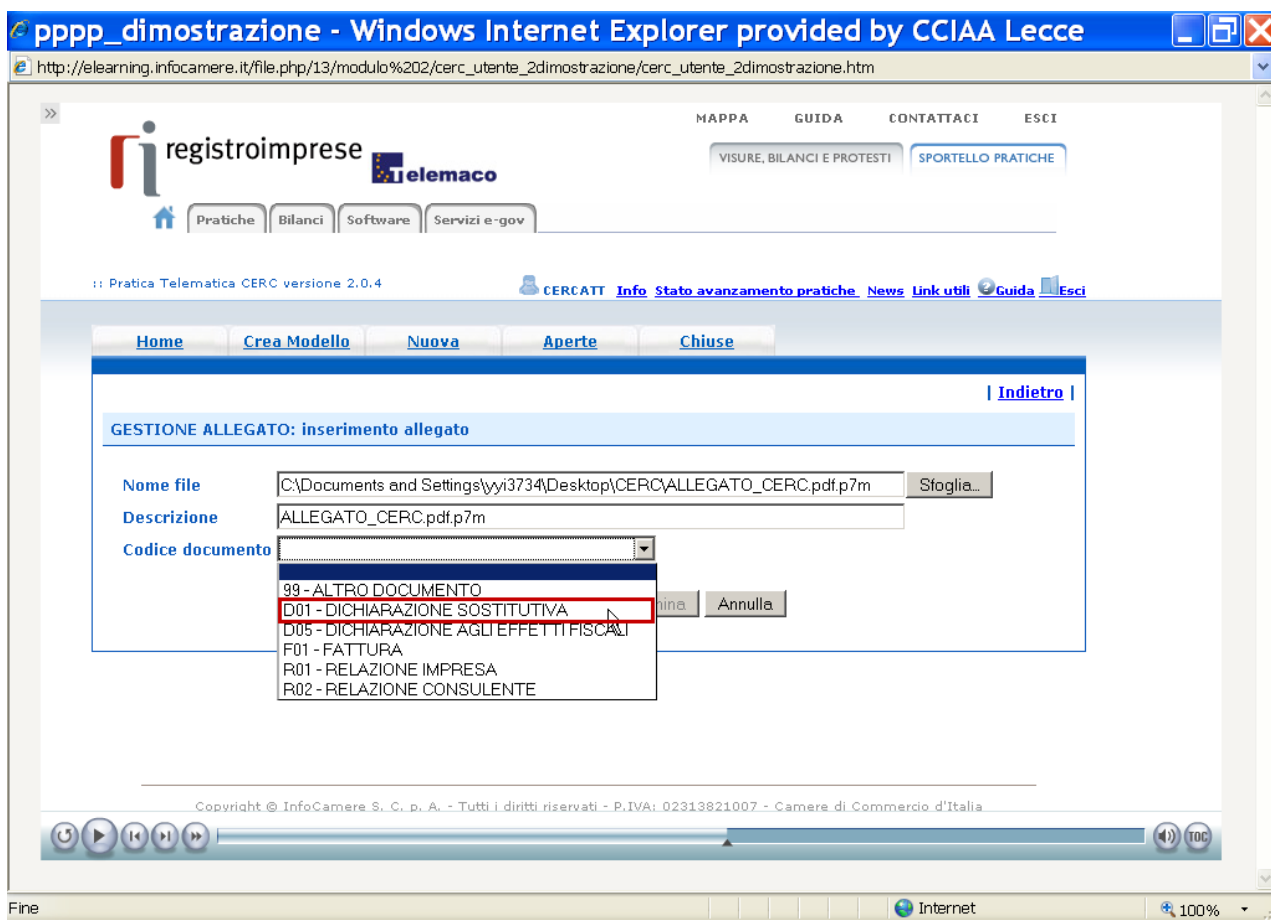 pppp_dimostrazione - Windows Internet Explorer provided by CCIAA Lecce
http://elearning.infocamere.it/file.php/13/modulo%202/cerc_utente_2dimostrazione/cerc_utente_2dimostrazione.htm
MAPPA GUIDA CONTATTACI ESCI
registroimprese Telemaco
VISURE, BILANCI E PROTESTI SPORTELLO PRATICHE
Pratiche Bilanci Software Servizi e-gov
:: Pratica Telematica CERC versione 2.0.4 CERCATT Info Stato avanzamento pratiche News Link utili Guida Esci
Home Crea Modello Nuova Aperte Chiuse
| Indietro |
GESTIONE ALLEGATO: inserimento allegato
Nome file C:\Documents and Settings\yyi3734\Desktop\CERC\ALLEGATO_CERC.pdf.p7m Sfoglia...
Descrizione ALLEGATO_CERC.pdf.p7m
Codice documento
99 - ALTRO DOCUMENTO
D01 - DICHIARAZIONE SOSTITUTIVA
Annulla
D05 - DICHIARAZIONE AGLI EFFETTI FISCALI
F01 - FATTURA
R01 - RELAZIONE IMPRESA
R02 - RELAZIONE CONSULENTE
Copyright © InfoCamere S. C. p. A. - Tutti i diritti riservati - P.IVA: 02313821007 - Camere di Commercio d'Italia
TOC
Fine Internet 100%